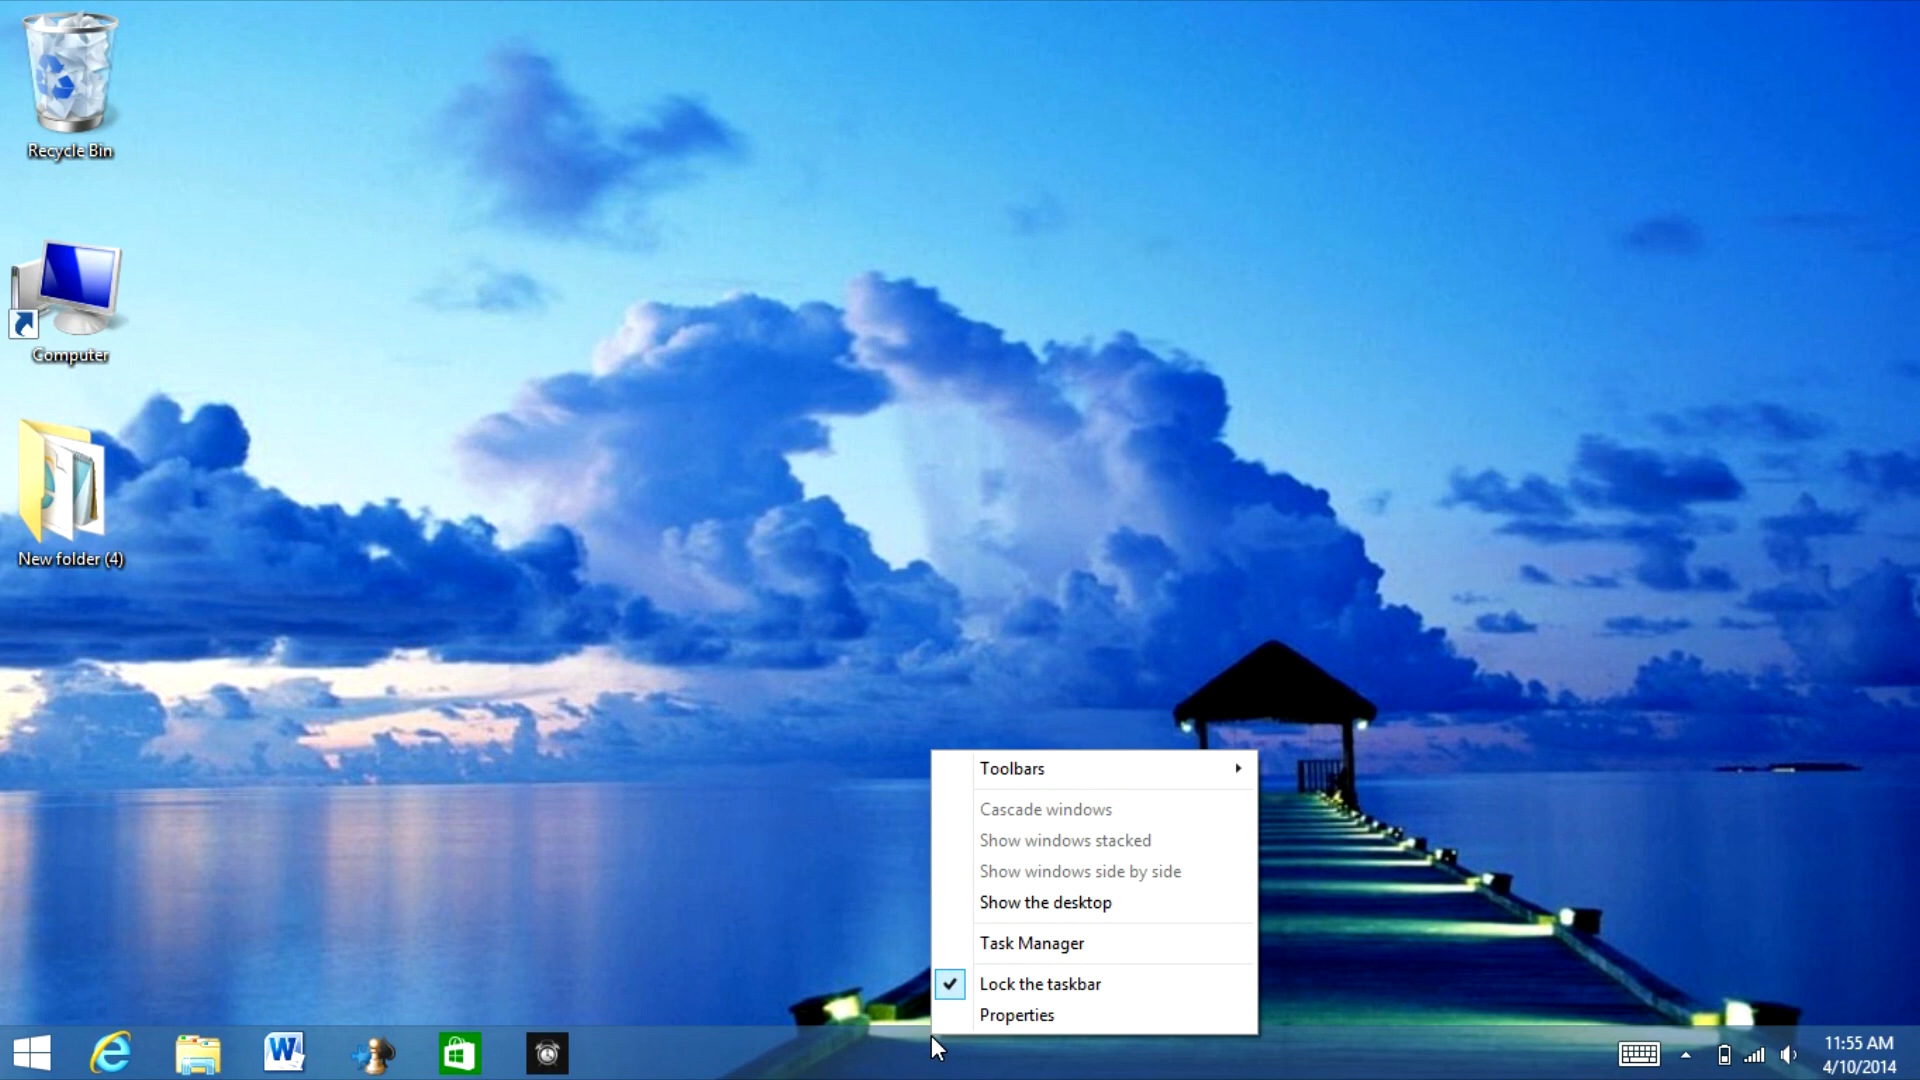 Recycle Bin
Computer
New folder (4)
Toolbars
Cascade windows
Show windows stacked
Show windows side by side
Show the desktop
Task Manager
Lock the taskbar
Properties
W
11:55 AM
4/10/2014